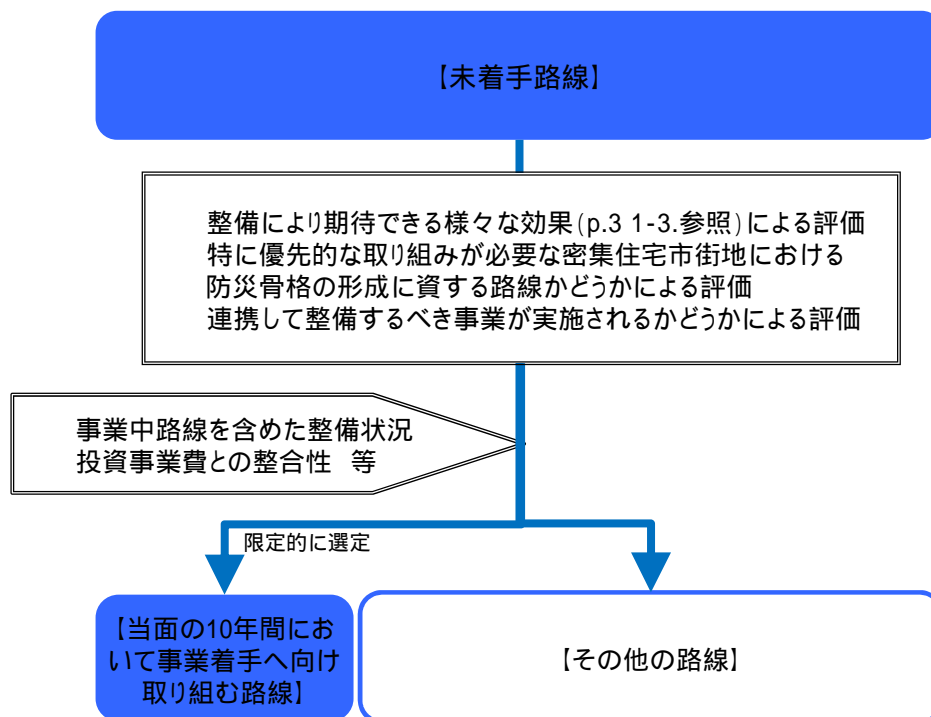 【未着手路線】
整備により期待できる様々な効果(p.3 1-3.参照)による評価
特に優先的な取り組みが必要な密集住宅市街地における
防災骨格の形成に資する路線かどうかによる評価
連携して整備するべき事業が実施されるかどうかによる評価
事業中路線を含めた整備状況
投資事業費との整合性 等
限定的に選定
【当面の10年間にお
いて事業着手へ向け
取り組む路線】
【その他の路線】